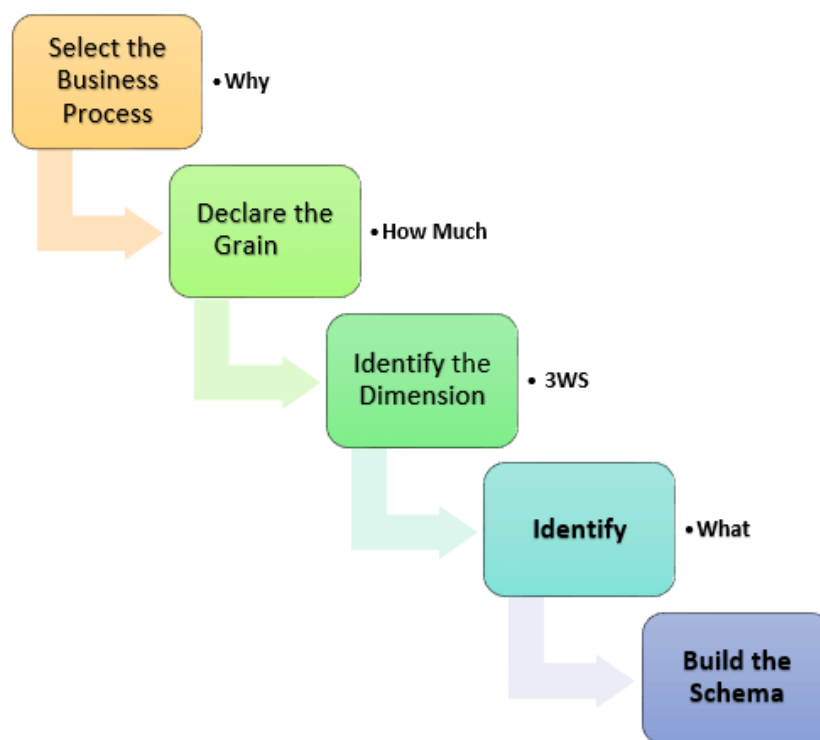 Select the
Business
Process
• Why
Declare the
Grain
• How Much
Identify the
Dimension
• 3WS
Identify
• What
Build the
Schema